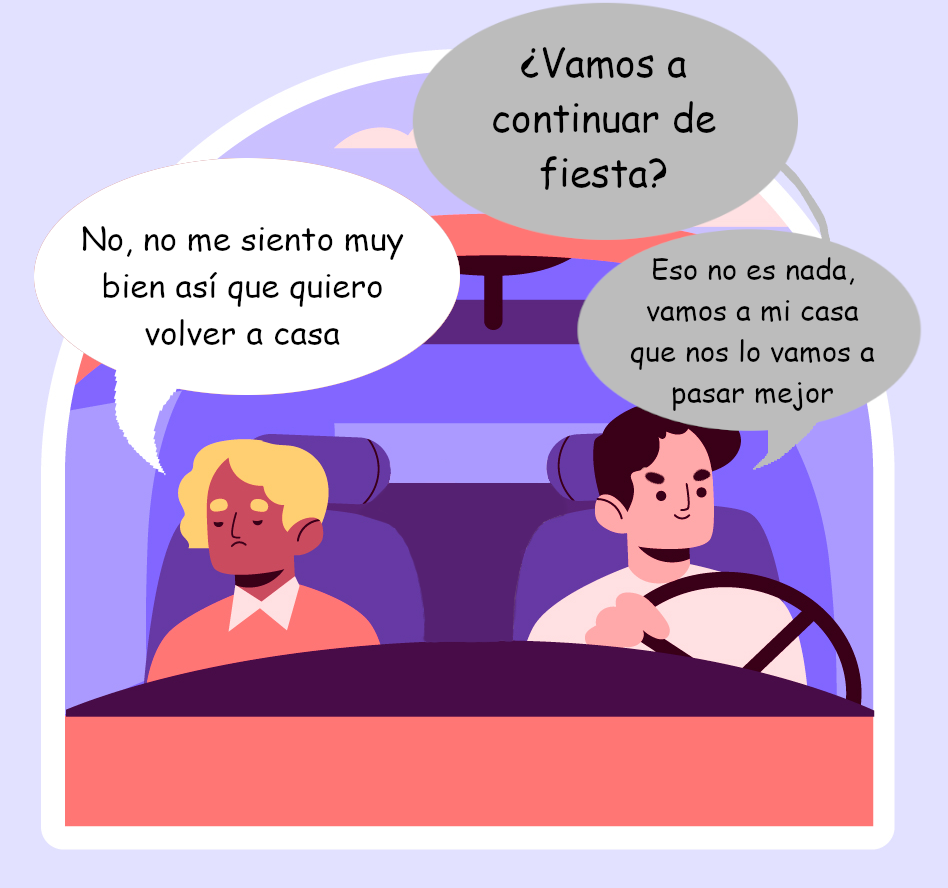 ¿Vamos a
continuar de
fiesta?
No, no me siento muy
bien así que quiero
volver a casa
Eso no es nada,
vamos a mi casa
que nos lo vamos a
pasar mejor